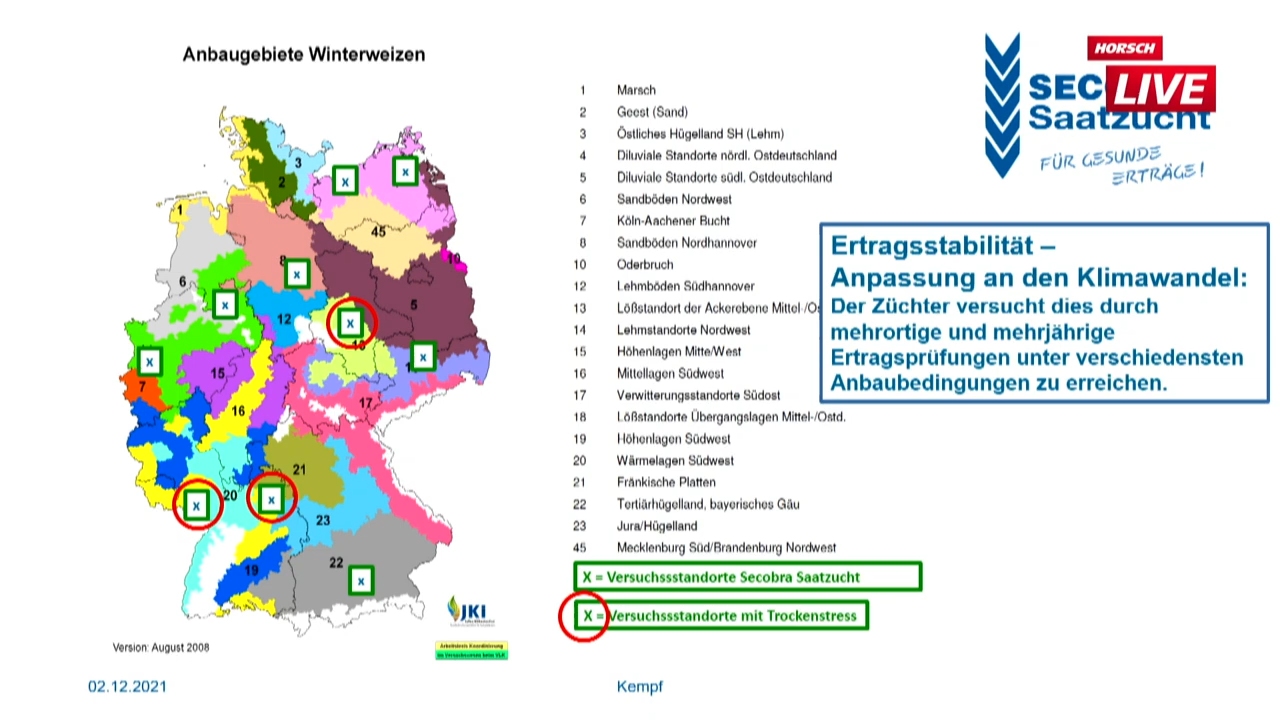 Anbaugebiete Winterweizen
HORSCH
LIVE
SEC
Saatzucht
FÜR GESUNDE
ERTRÄGE!
1 Marsch
2 Geest (Sand)
3 Östliches Hügelland SH (Lehm)
4 Diluviale Standorte nördl. Ostdeutschland
5 Diluviale Standorte südl. Ostdeutschland
6 Sandböden Nordwest
7 Köln-Aachener Bucht
8 Sandböden Nordhannover
10 Oderbruch
12 Lehmböden Südhannover
13 Lößstandort der Ackerebene Mittel-/Os
14 Lehmstandorte Nordwest
15 Höhenlagen Mitte/West
16 Mittellagen Südwest
17 Verwitterungsstandorte Südost
18 Lößstandorte Übergangslagen Mittel-/Ostd.
19 Höhenlagen Südwest
20 Wärmelagen Südwest
21 Fränkische Platten
22 Tertiärhügelland, bayerisches Gäu
23 Jura/Hügelland
45 Mecklenburg Süd/Brandenburg Nordwest
Ertragsstabilität –
Anpassung an den Klimawandel:
Der Züchter versucht dies durch
mehrortige und mehrjährige
Ertragsprüfungen unter verschiedensten
Anbaubedingungen zu erreichen.
X = Versuchssstandorte Secobra Saatzucht
X = Versuchssstandorte mit Trockenstress
3
2
x
x
1
45
10
6
8
x
x
5
12
x
13
x
x
15
7
16
17
21
20
x
x
23
22
19
x
JKI
Arbeitskreis Koordinierung
Version: August 2008
02.12.2021
Kempf